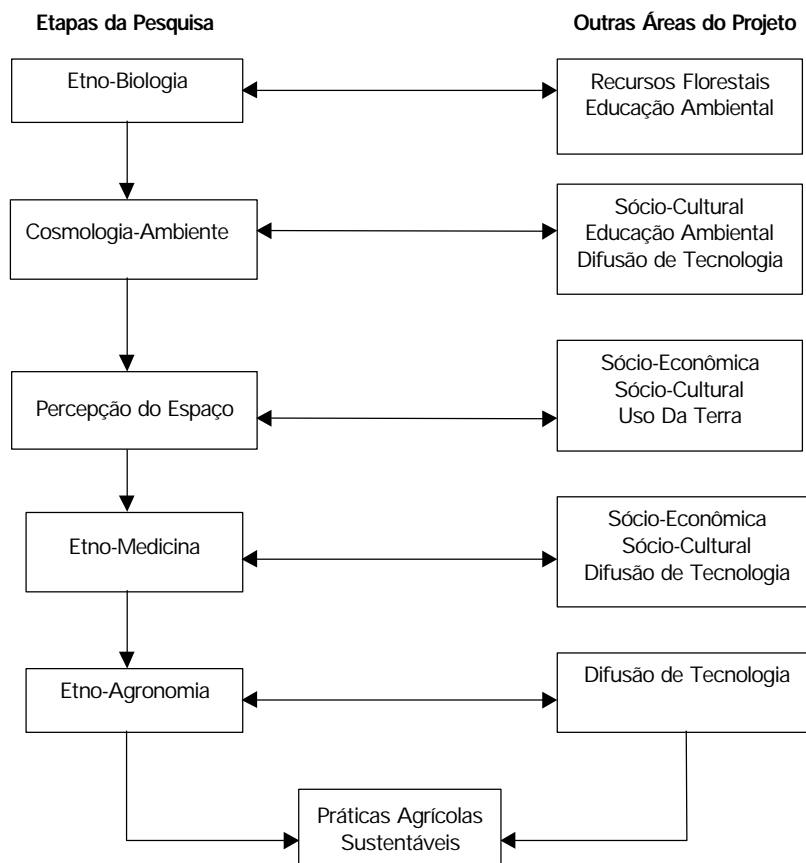 Etapas da Pesquisa
Outras Áreas do Projeto
Etno-Biologia
Recursos Florestais
Educação Ambiental
Cosmologia-Ambiente
Sócio-Cultural
Educação Ambiental
Difusão de Tecnologia
Percepção do Espaço
Sócio-Econômica
Sócio-Cultural
Uso Da Terra
Etno-Medicina
Sócio-Econômica
Sócio-Cultural
Difusão de Tecnologia
Etno-Agronomia
Difusão de Tecnologia
Práticas Agrícolas
Sustentáveis